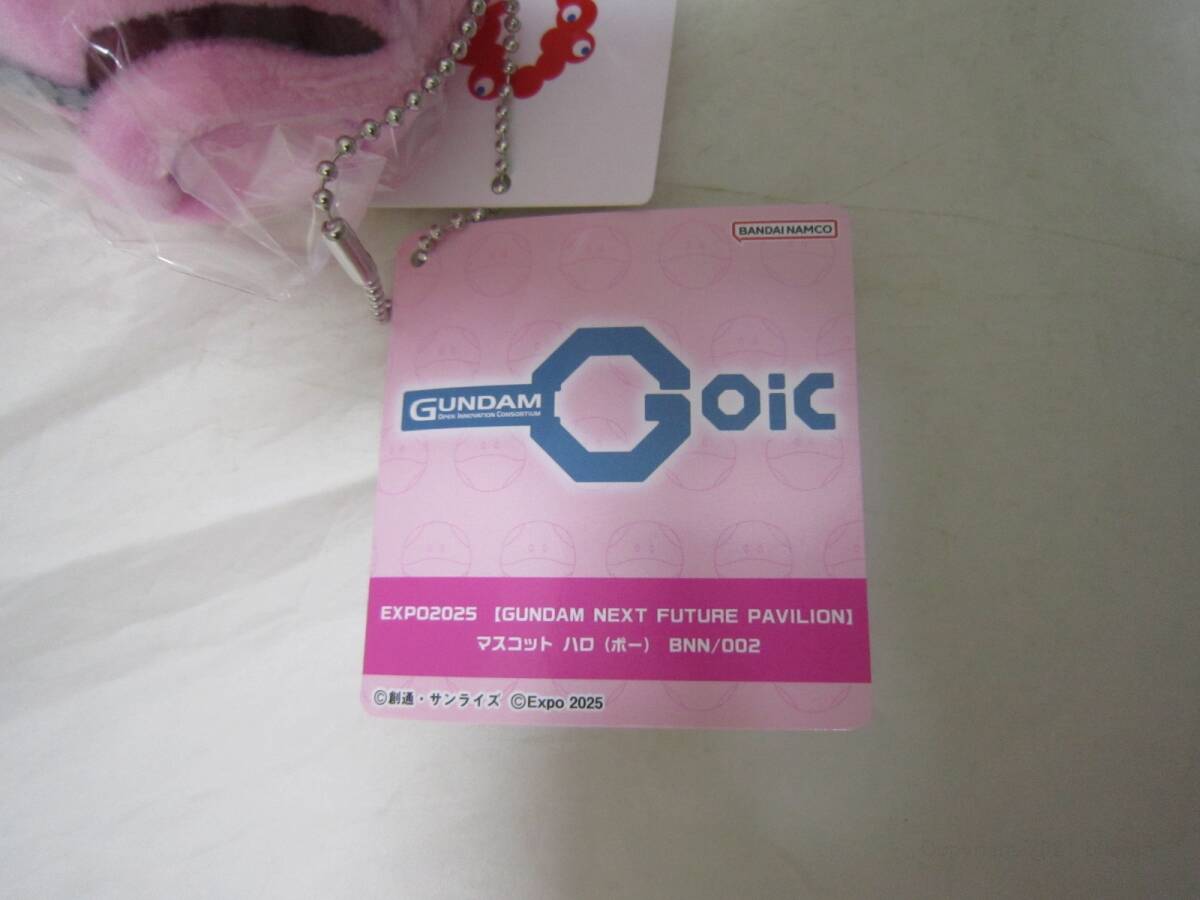 BANDAI NAMCO
GUNDAM
OPEN INNOVATION CONSORTIUM
GOIC
EXPO2025 【GUNDAM NEXT FUTURE PAVILION】
マスコット ハロ（ポー） BNN/002
©創通・サンライズ ©Expo 2025